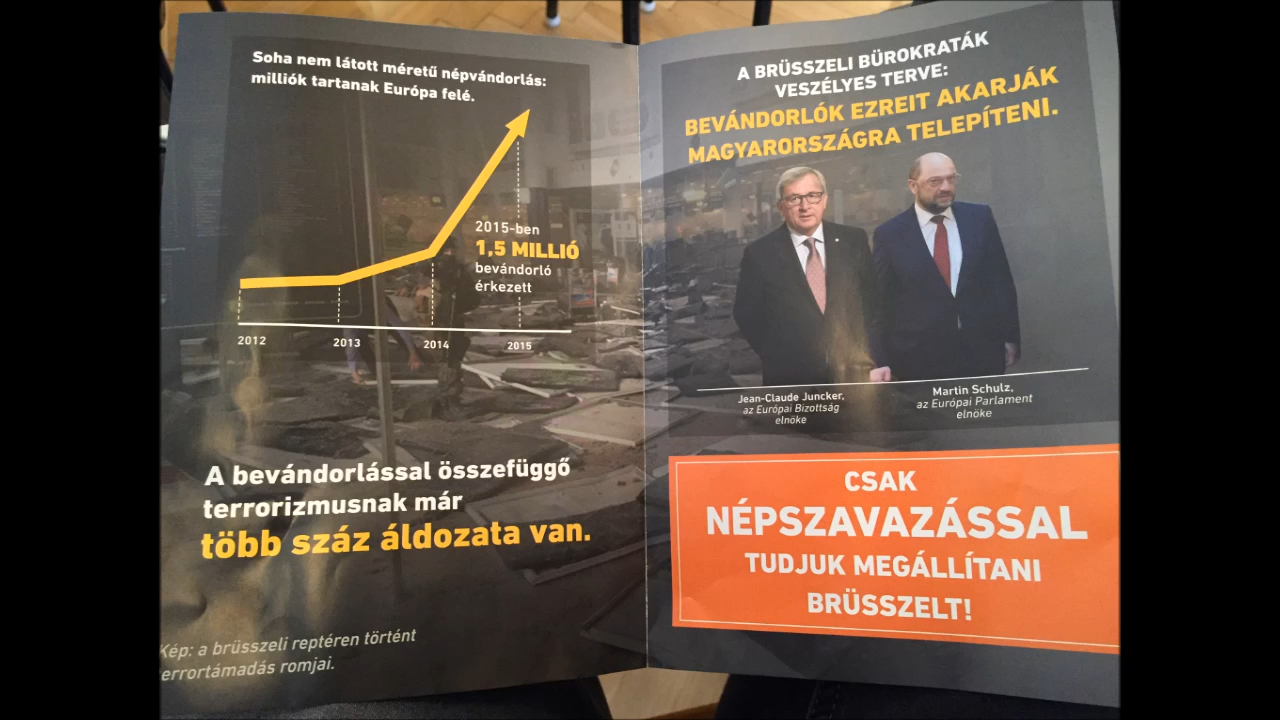 Soha nem látott méretű népvándorlás:
milliók tartanak Európa felé.
2015-ben
1,5 MILLIÓ
bevándorló
érkezett
2012
2013
2014
2015
A bevándorlással összefüggő
terrorizmusnak már
több száz áldozata van.
Kép: a brüsszeli reptéren történt
errortámadás romjai.
A BRÜSSZELI BÜROKRATÁK
VESZÉLYES TERVE:
BEVÁNDORLÓK EZREIT AKARJÁK
MAGYARORSZÁGRA TELEPÍTENI.
Jean-Claude Juncker,
az Európai Bizottság
elnöke
Martin Schulz,
az Európai Parlament
elnöke
CSAK
NÉPSZAVAZÁSSAL
TUDJUK MEGÁLLÍTANI
BRÜSSZELT!